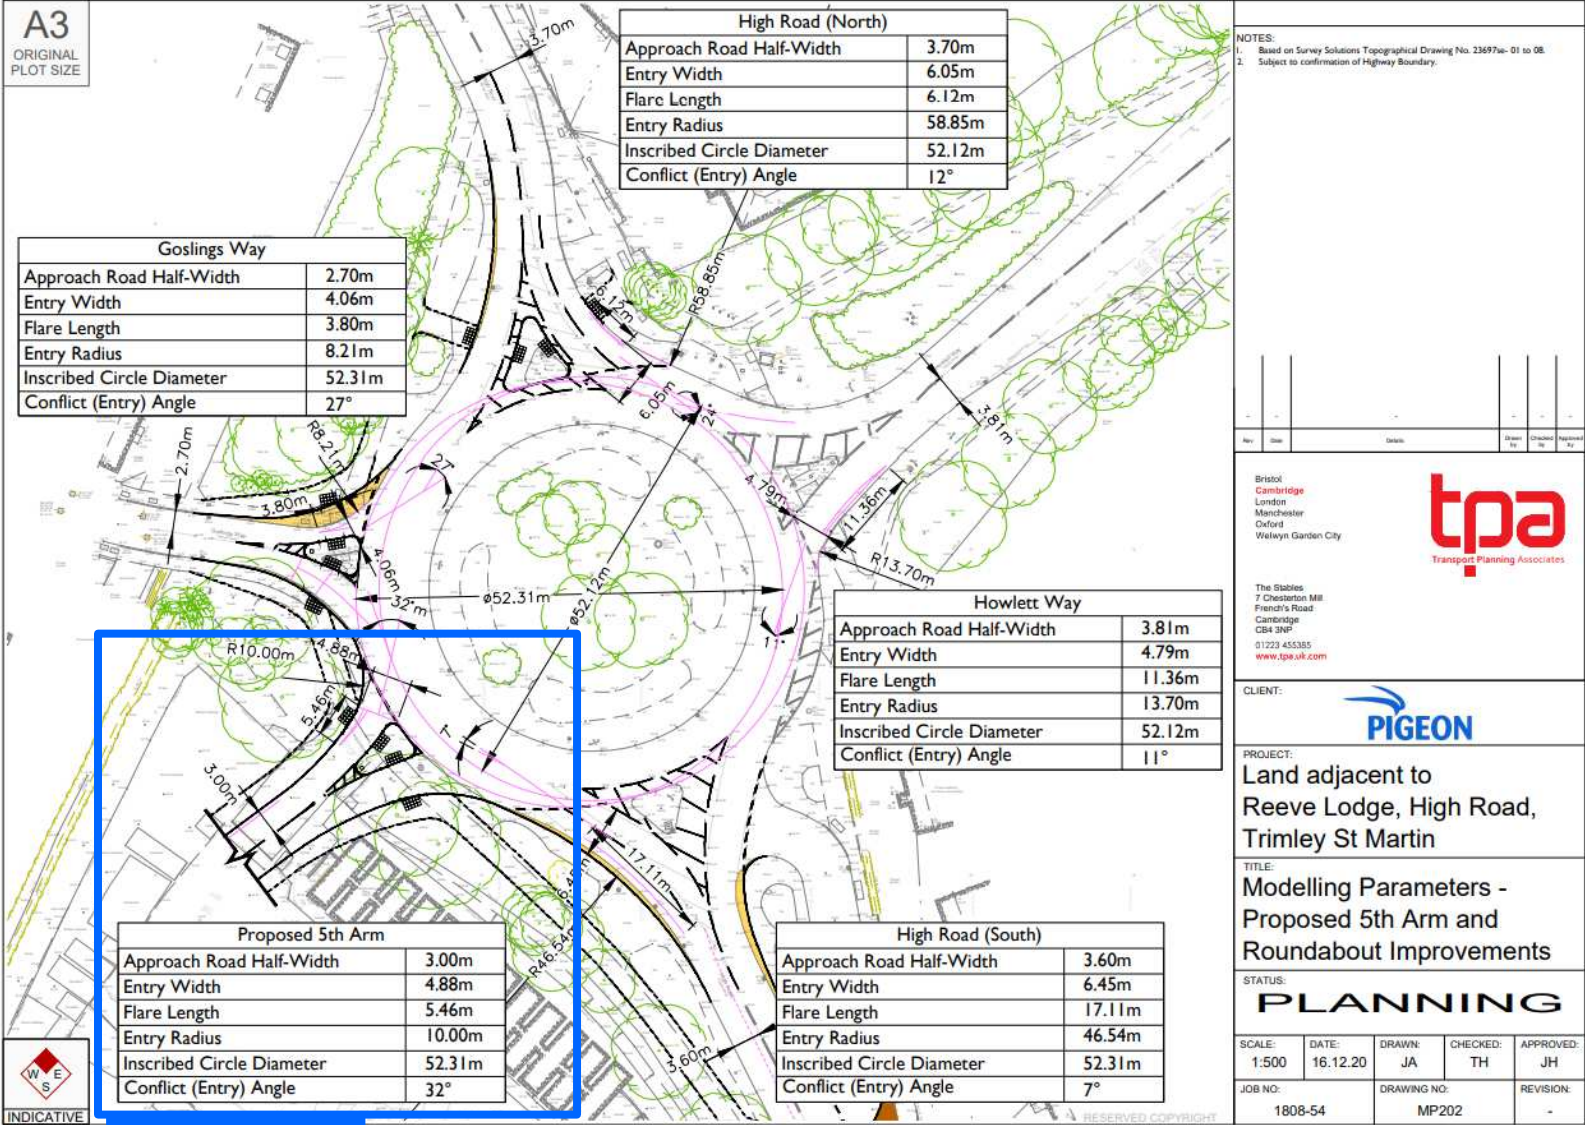 A3
ORIGINAL
PLOT SIZE
High Road (North)
Approach Road Half-Width 3.70m
Entry Width 6.05m
Flare Length 6.12m
Entry Radius 58.85m
Inscribed Circle Diameter 52.12m
Conflict (Entry) Angle 12°
Goslings Way
Approach Road Half-Width 2.70m
Entry Width 4.06m
Flare Length 3.80m
Entry Radius 8.21m
Inscribed Circle Diameter 52.31m
Conflict (Entry) Angle 27°
3.70m
6.12m
R58.85m
6.05m
24°
3.81m
2.70m
R8.21m
27°
3.80m
4.79m
11.36m
R13.70m
4.06m
32°
ø52.31m
ø52.12m
11°
R10.00m
4.88m
5.46m
7°
3.00m
17.11m
R46.54m
3.60m
Howlett Way
Approach Road Half-Width 3.81m
Entry Width 4.79m
Flare Length 11.36m
Entry Radius 13.70m
Inscribed Circle Diameter 52.12m
Conflict (Entry) Angle 11°
Proposed 5th Arm
Approach Road Half-Width 3.00m
Entry Width 4.88m
Flare Length 5.46m
Entry Radius 10.00m
Inscribed Circle Diameter 52.31m
Conflict (Entry) Angle 32°
High Road (South)
Approach Road Half-Width 3.60m
Entry Width 6.45m
Flare Length 17.11m
Entry Radius 46.54m
Inscribed Circle Diameter 52.31m
Conflict (Entry) Angle 7°
W E
S
INDICATIVE
RESERVED COPYRIGHT
NOTES:
1. Based on Survey Solutions Topographical Drawing No. 23697se- 01 to 08.
2. Subject to confirmation of Highway Boundary.
Rev Date Details Drawn by Checked by Approved by
Bristol
Cambridge
London
Manchester
Oxford
Welwyn Garden City
tpa
Transport Planning Associates
The Stables
7 Chesterton Mill
French's Road
Cambridge
CB4 3NP
01223 455385
www.tpa.uk.com
CLIENT:
PIGEON
PROJECT:
Land adjacent to
Reeve Lodge, High Road,
Trimley St Martin
TITLE:
Modelling Parameters -
Proposed 5th Arm and
Roundabout Improvements
STATUS:
PLANNING
SCALE: DATE: DRAWN: CHECKED: APPROVED:
1:500 16.12.20 JA TH JH
JOB NO: DRAWING NO: REVISION:
1808-54 MP202 -